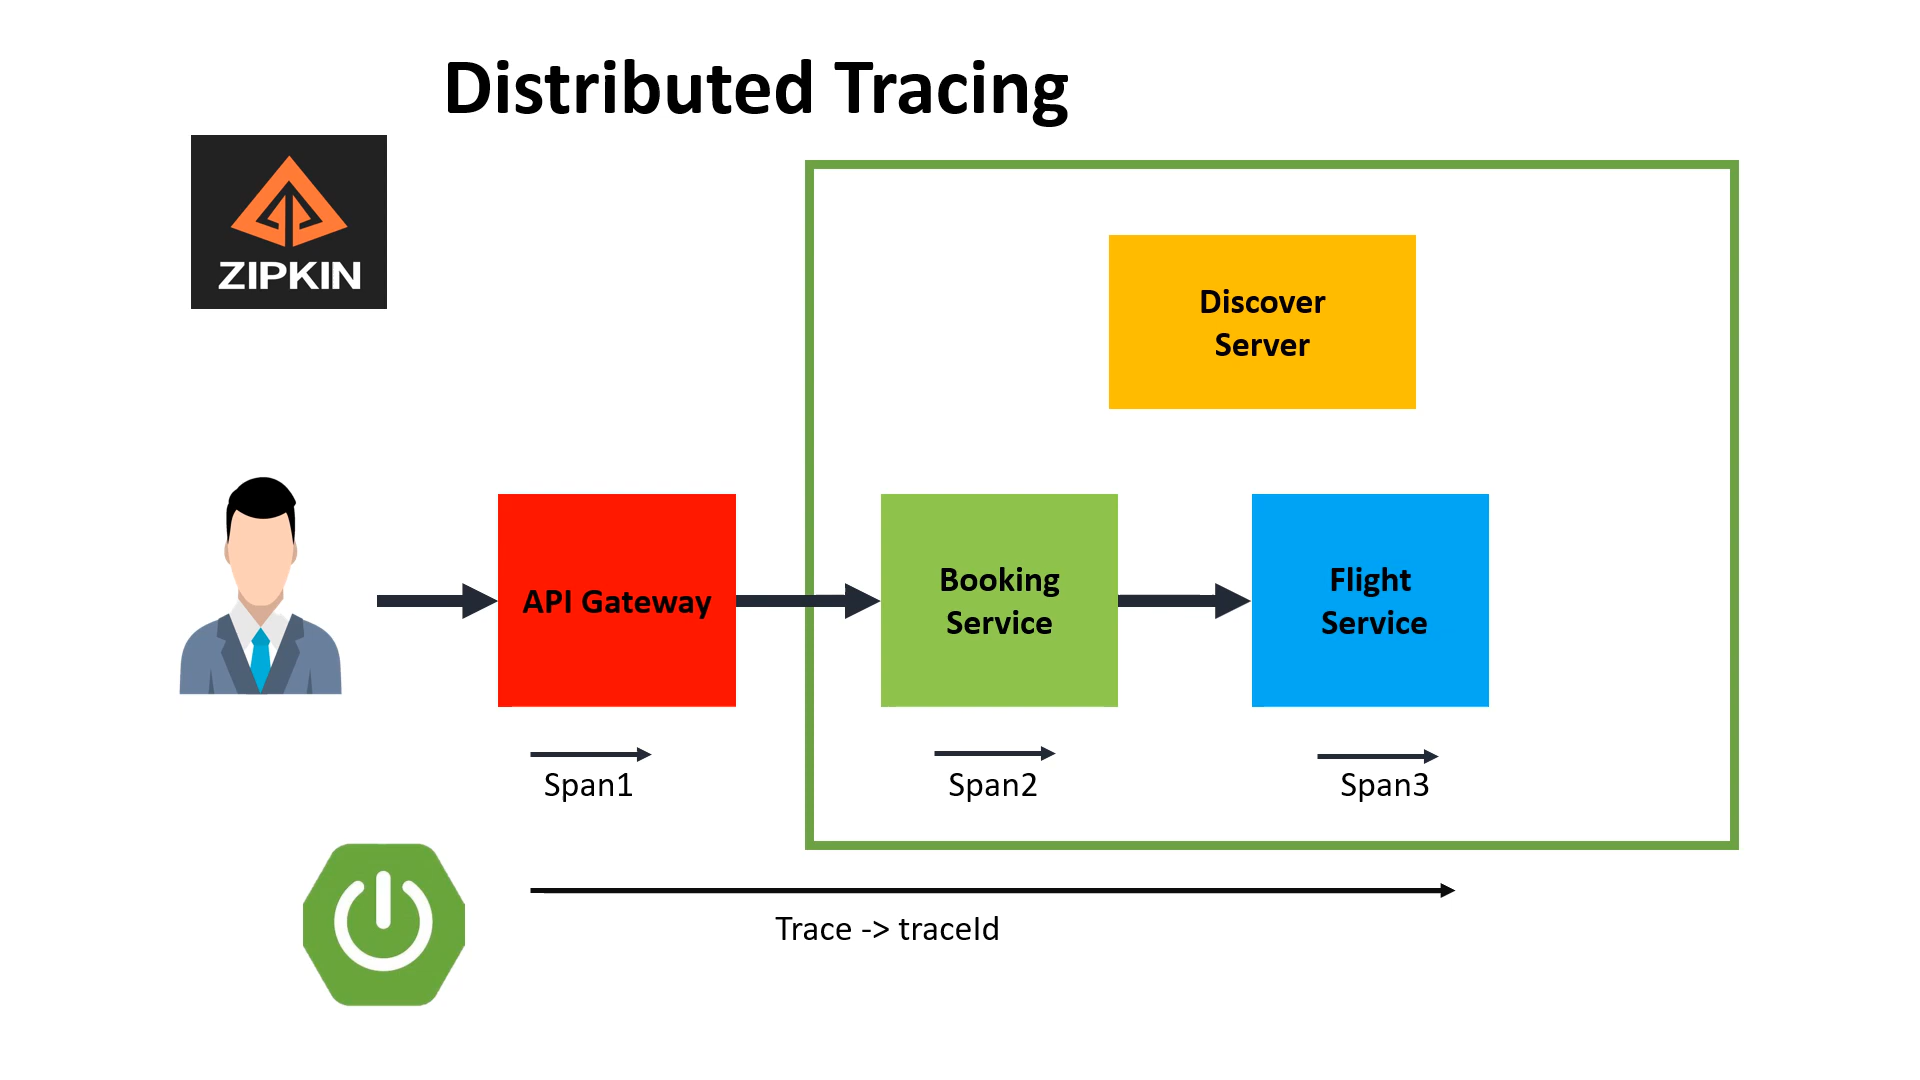 Distributed Tracing
ZIPKIN
Discover
Server
API Gateway
Booking
Service
Flight
Service
Span1
Span2
Span3
Trace -> traceId